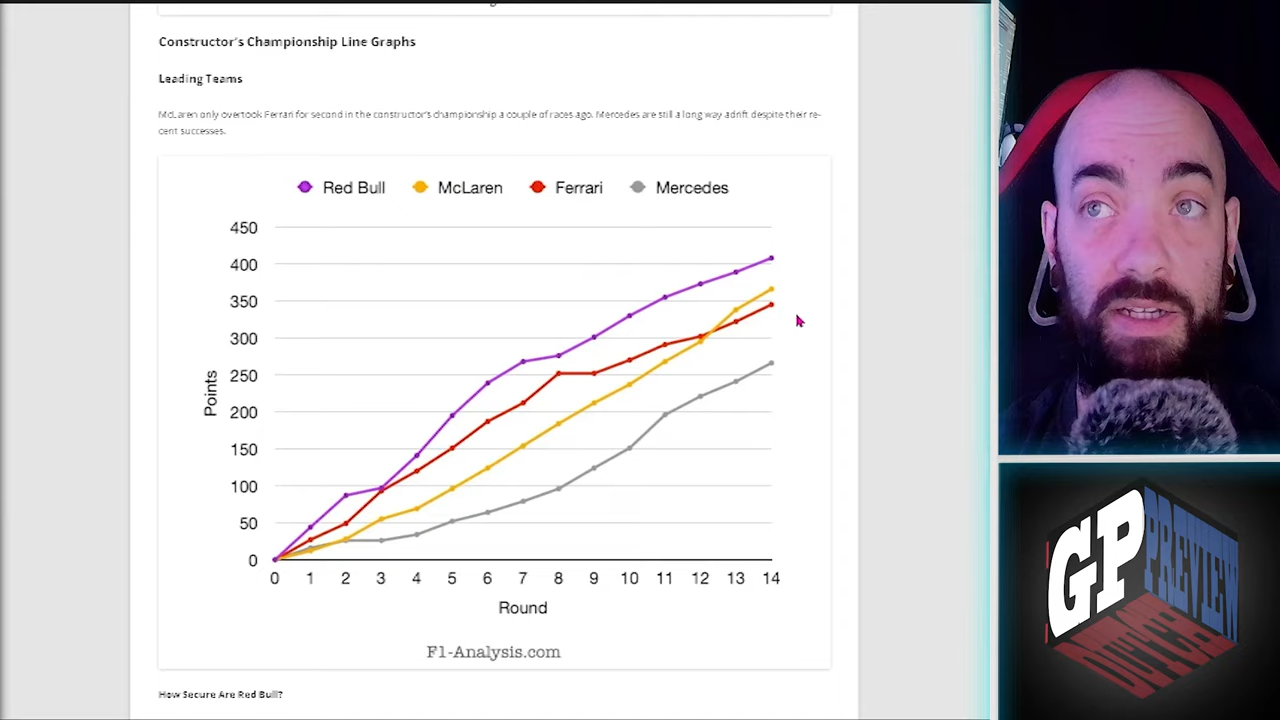 Constructor's Championship Line Graphs
Leading Teams
McLaren only overtook Ferrari for second in the constructor's championship a couple of races ago. Mercedes are still a long way adrift despite their re-
cent successes.
Red Bull McLaren Ferrari Mercedes
450
400
350
300
250
200
150
100
50
0
Points
0 1 2 3 4 5 6 7 8 9 10 11 12 13 14
Round
F1-Analysis.com
How Secure Are Red Bull?
GP
PREVIEW
DUTCH